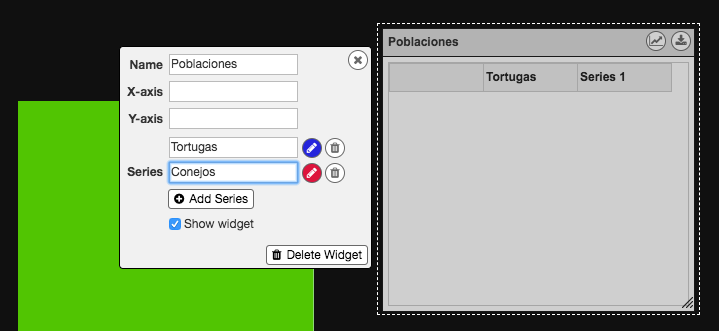 Name Poblaciones
X-axis
Y-axis
Tortugas
Series Conejos
Add Series
Show widget
Delete Widget
Poblaciones
Tortugas Series 1